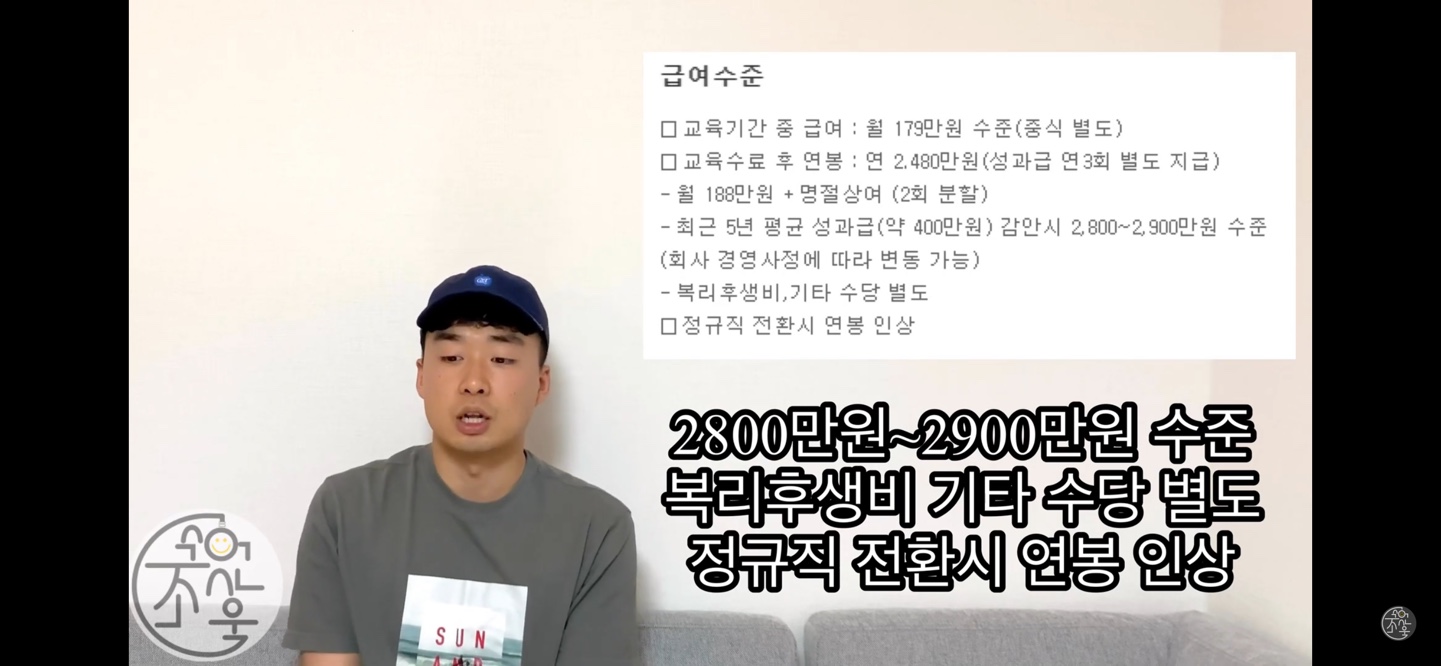 급여수준
□ 교육기간 중 급여 : 월 179만원 수준(중식 별도)
□ 교육수료 후 연봉 : 연 2,480만원(성과급 연3회 별도 지급)
- 월 188만원 + 명절상여 (2회 분할)
- 최근 5년 평균 성과급(약 400만원) 감안시 2,800~2,900만원 수준
(회사 경영사정에 따라 변동 가능)
- 복리후생비,기타 수당 별도
□ 정규직 전환시 연봉 인상
2800만원~2900만원 수준
복리후생비 기타 수당 별도
정규직 전환시 연봉 인상
SUN